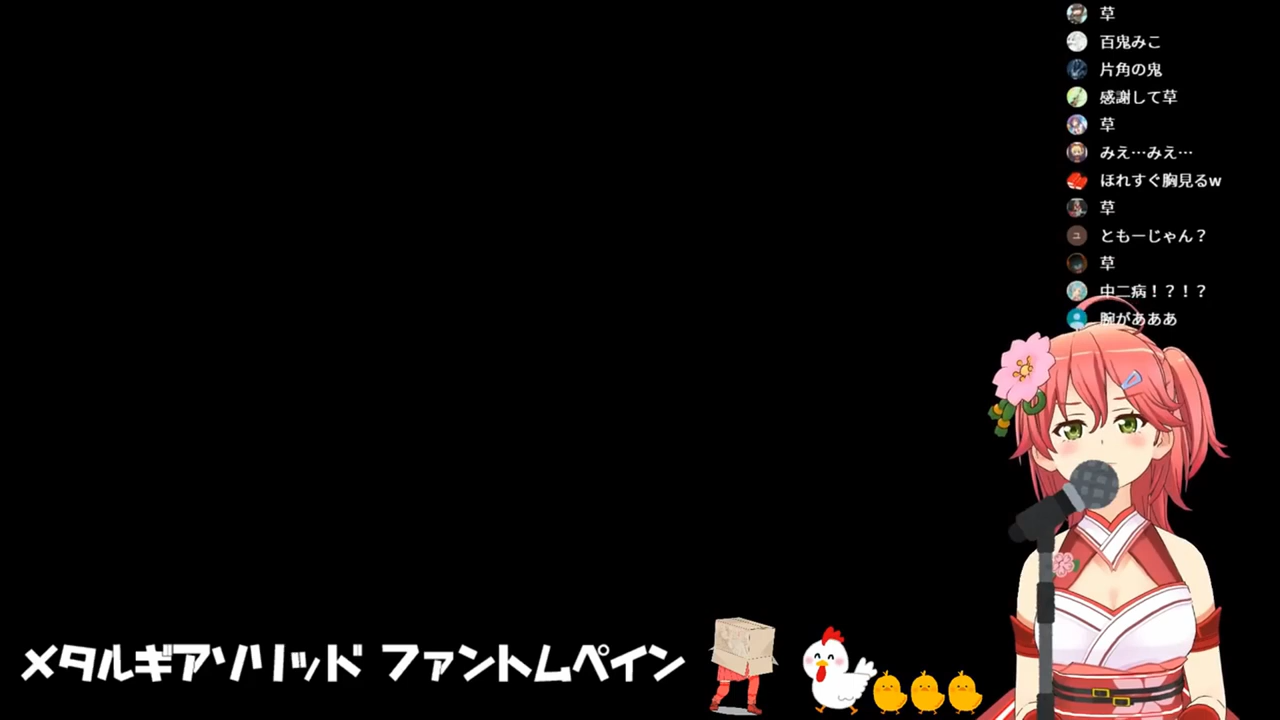 草
百鬼みこ
片角の鬼
感謝して草
草
みえ…みえ…
ほれすぐ胸見るw
草
ユ
ともーじゃん？
草
中二病！？！？
腕がああああ
メタルギアソリッド ファントムペイン